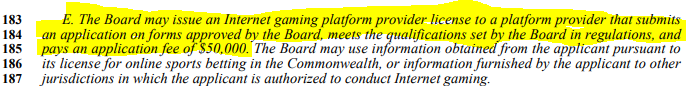 183 E. The Board may issue an Internet gaming platform provider license to a platform provider that submits
184 an application on forms approved by the Board, meets the qualifications set by the Board in regulations, and
185 pays an application fee of $50,000. The Board may use information obtained from the applicant pursuant to
186 its license for online sports betting in the Commonwealth, or information furnished by the applicant to other
187 jurisdictions in which the applicant is authorized to conduct Internet gaming.